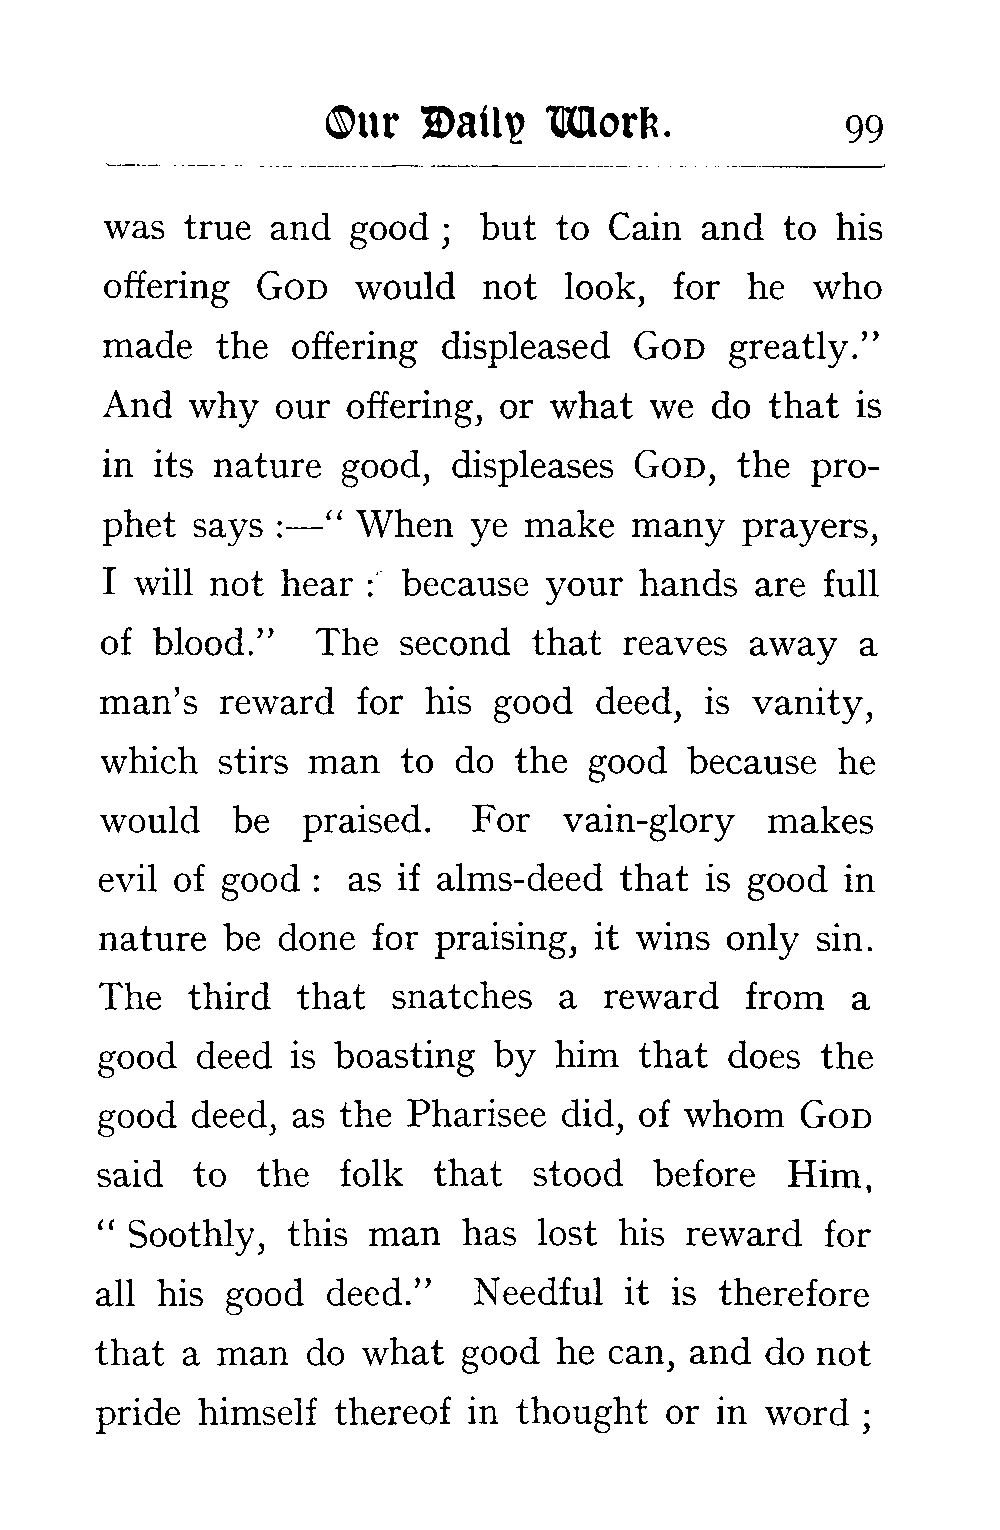 Our Daily Work. 99
was true and good ; but to Cain and to his
offering GOD would not look, for he who
made the offering displeased GOD greatly.”
And why our offering, or what we do that is
in its nature good, displeases GOD, the pro-
phet says :—“ When ye make many prayers,
I will not hear : because your hands are full
of blood.” The second that reaves away a
man’s reward for his good deed, is vanity,
which stirs man to do the good because he
would be praised. For vain-glory makes
evil of good : as if alms-deed that is good in
nature be done for praising, it wins only sin.
The third that snatches a reward from a
good deed is boasting by him that does the
good deed, as the Pharisee did, of whom GOD
said to the folk that stood before Him,
“ Soothly, this man has lost his reward for
all his good deed.” Needful it is therefore
that a man do what good he can, and do not
pride himself thereof in thought or in word ;